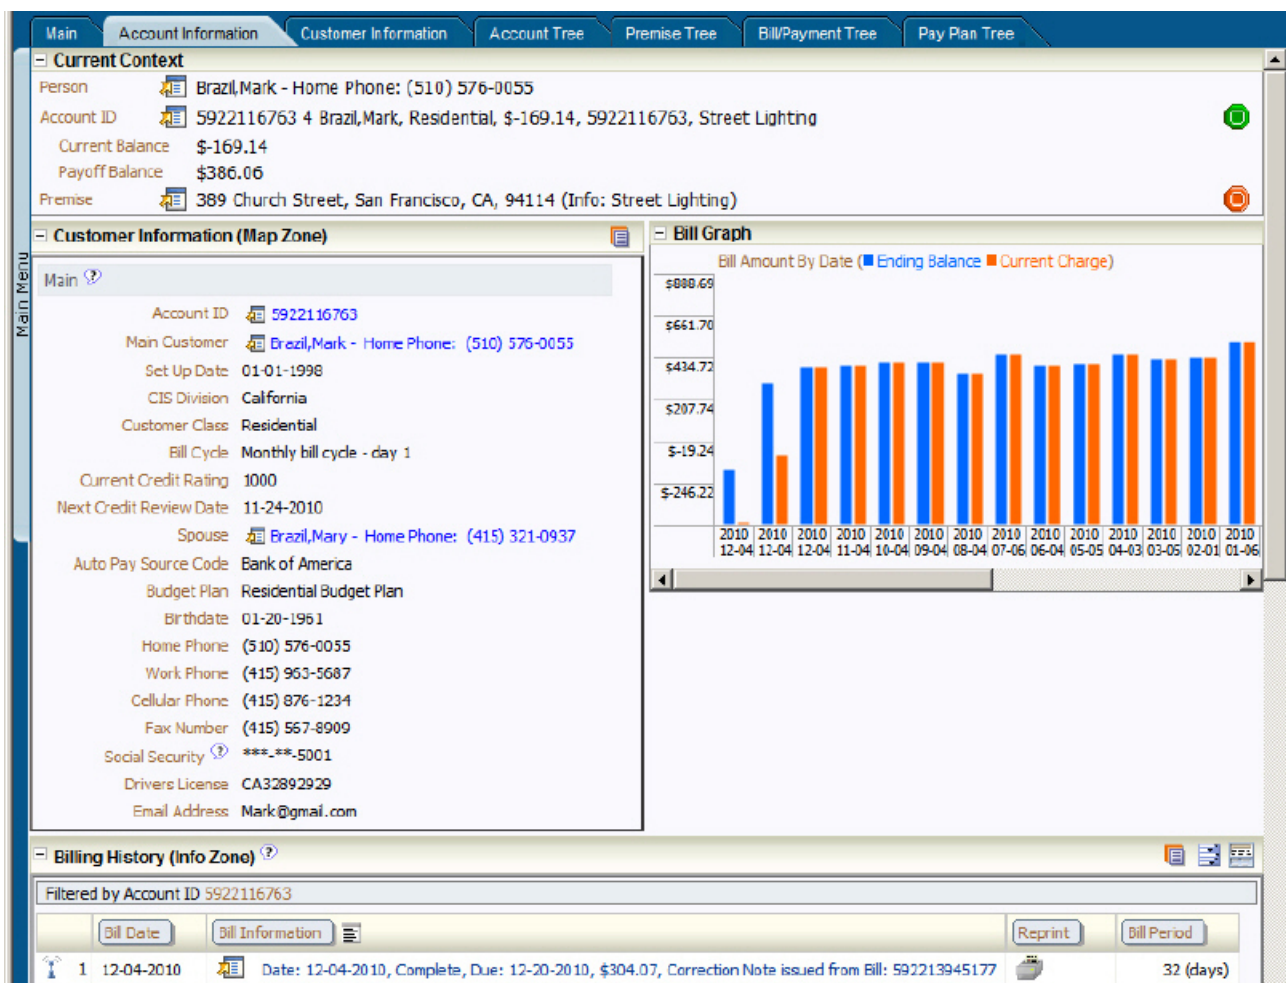 Main Account Information Customer Information Account Tree Premise Tree Bill/Payment Tree Pay Plan Tree
Main Menu
Current Context
Person Brazil,Mark - Home Phone: (510) 576-0055
Account ID 5922116763 4 Brazil,Mark, Residential, $-169.14, 5922116763, Street Lighting
Current Balance $-169.14
Payoff Balance $386.06
Premise 389 Church Street, San Francisco, CA, 94114 (Info: Street Lighting)
Customer Information (Map Zone)
Main ?
Account ID 5922116763
Main Customer Brazil,Mark - Home Phone: (510) 576-0055
Set Up Date 01-01-1998
CIS Division California
Customer Class Residential
Bill Cycle Monthly bill cycle - day 1
Current Credit Rating 1000
Next Credit Review Date 11-24-2010
Spouse Brazil,Mary - Home Phone: (415) 321-0937
Auto Pay Source Code Bank of America
Budget Plan Residential Budget Plan
Birthdate 01-20-1961
Home Phone (510) 576-0055
Work Phone (415) 963-5687
Cellular Phone (415) 876-1234
Fax Number (415) 567-8909
Social Security ? ***-**-5001
Drivers License CA32892929
Email Address Mark@gmail.com
Bill Graph
Bill Amount By Date (Ending Balance Current Charge)
$888.69
$661.70
$434.72
$207.74
$-19.24
$-246.22
2010 2010 2010 2010 2010 2010 2010 2010 2010 2010 2010 2010 2010 2010
12-04 12-04 12-04 11-04 10-04 09-04 08-04 07-06 06-04 05-05 04-03 03-05 02-01 01-06
Billing History (Info Zone) ?
Filtered by Account ID 5922116763
Bill Date Bill Information Reprint Bill Period
1 12-04-2010 Date: 12-04-2010, Complete, Due: 12-20-2010, $304.07, Correction Note issued from Bill: 592213945177 32 (days)